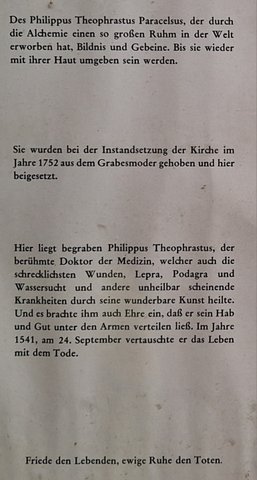 Des Philippus Theophrastus Paracelsus, der durch
die Alchemie einen so großen Ruhm in der Welt
erworben hat, Bildnis und Gebeine. Bis sie wieder
mit ihrer Haut umgeben sein werden.
Sie wurden bei der Instandsetzung der Kirche im
Jahre 1752 aus dem Grabesmoder gehoben und hier
beigesetzt.
Hier liegt begraben Philippus Theophrastus, der
berühmte Doktor der Medizin, welcher auch die
schrecklichsten Wunden, Lepra, Podagra und
Wassersucht und andere unheilbar scheinende
Krankheiten durch seine wunderbare Kunst heilte.
Und es brachte ihm auch Ehre ein, daß er sein Hab
und Gut unter den Armen verteilen ließ. Im Jahre
1541, am 24. September vertauschte er das Leben
mit dem Tode.
Friede den Lebenden, ewige Ruhe den Toten.